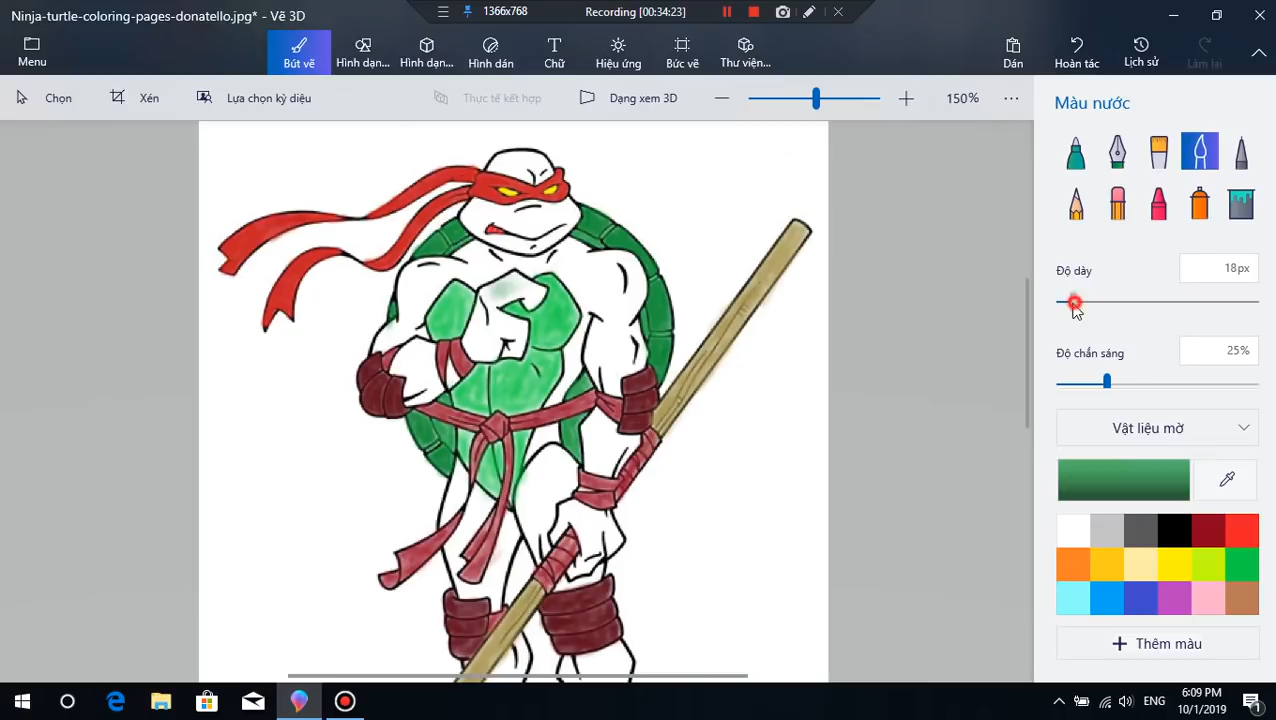 Ninja-turtle-coloring-pages-donatello.jpg* - Vẽ 3D
1366x768
Recording [00:34:23]
Menu
Bút vẽ
Hình dạn...
Hình dạn...
Hình dán
Chữ
Hiệu ứng
Bức vẽ
Thư viện...
Dán
Hoàn tác
Lịch sử
Làm lại
Chọn
Xén
Lựa chọn kỳ diệu
Thực tế kết hợp
Dạng xem 3D
150%
Màu nước
Độ dày
18px
Độ chắn sáng
25%
Vật liệu mờ
Thêm màu
ENG
6:09 PM
10/1/2019
1